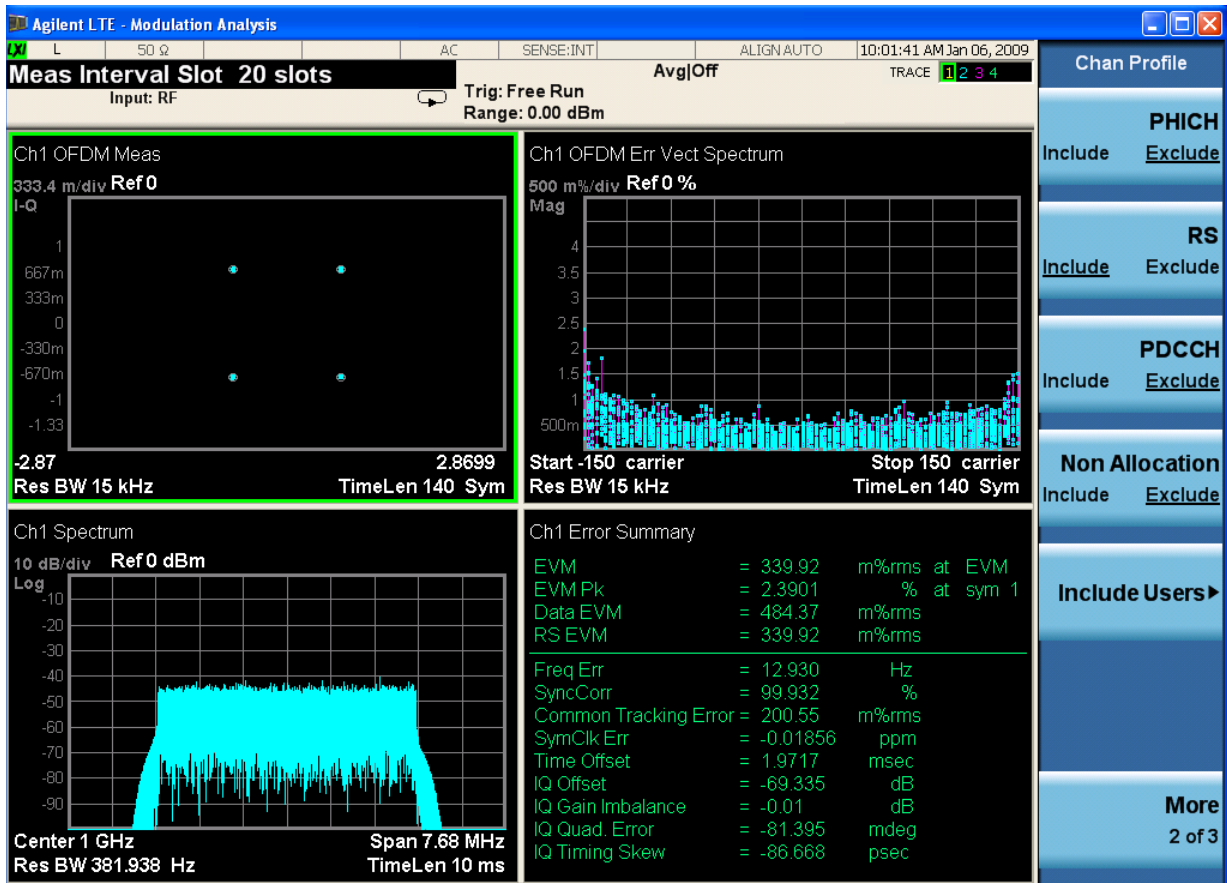 Agilent LTE - Modulation Analysis
LXI L 50 Ω AC SENSE:INT ALIGN AUTO 10:01:41 AM Jan 06, 2009
Meas Interval Slot 20 slots
Input: RF
Trig: Free Run
Range: 0.00 dBm
Avg|Off
TRACE 1 2 3 4
Ch1 OFDM Meas
333.4 m/div Ref 0
I-Q
1
667m
333m
0
-330m
-670m
-1
-1.33
-2.87 2.8699
Res BW 15 kHz TimeLen 140 Sym
Ch1 OFDM Err Vect Spectrum
500 m%/div Ref 0 %
Mag
4
3.5
3
2.5
2
1.5
1
500m
Start -150 carrier Stop 150 carrier
Res BW 15 kHz TimeLen 140 Sym
Ch1 Spectrum
10 dB/div Ref 0 dBm
Log
-10
-20
-30
-40
-50
-60
-70
-80
-90
Center 1 GHz Span 7.68 MHz
Res BW 381.938 Hz TimeLen 10 ms
Ch1 Error Summary
EVM = 339.92 m%rms at EVM
EVM Pk = 2.3901 % at sym 1
Data EVM = 484.37 m%rms
RS EVM = 339.92 m%rms
Freq Err = 12.930 Hz
SyncCorr = 99.932 %
Common Tracking Error = 200.55 m%rms
SymClk Err = -0.01856 ppm
Time Offset = 1.9717 msec
IQ Offset = -69.335 dB
IQ Gain Imbalance = -0.01 dB
IQ Quad. Error = -81.395 mdeg
IQ Timing Skew = -86.668 psec
Chan Profile
PHICH
Include Exclude
RS
Include Exclude
PDCCH
Include Exclude
Non Allocation
Include Exclude
Include Users
More
2 of 3